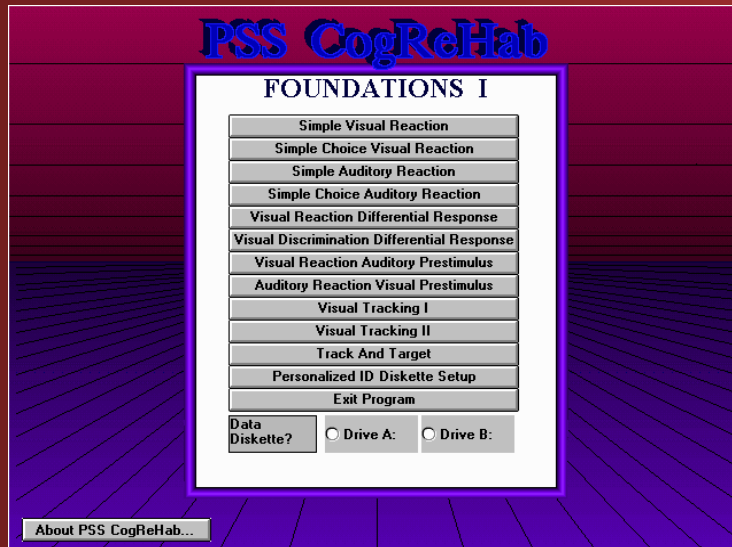 PSS CogReHab
FOUNDATIONS I
Simple Visual Reaction
Simple Choice Visual Reaction
Simple Auditory Reaction
Simple Choice Auditory Reaction
Visual Reaction Differential Response
Visual Discrimination Differential Response
Visual Reaction Auditory Prestimulus
Auditory Reaction Visual Prestimulus
Visual Tracking I
Visual Tracking II
Track And Target
Personalized ID Diskette Setup
Exit Program
Data
Diskette?
Drive A:
Drive B:
About PSS CogReHab...